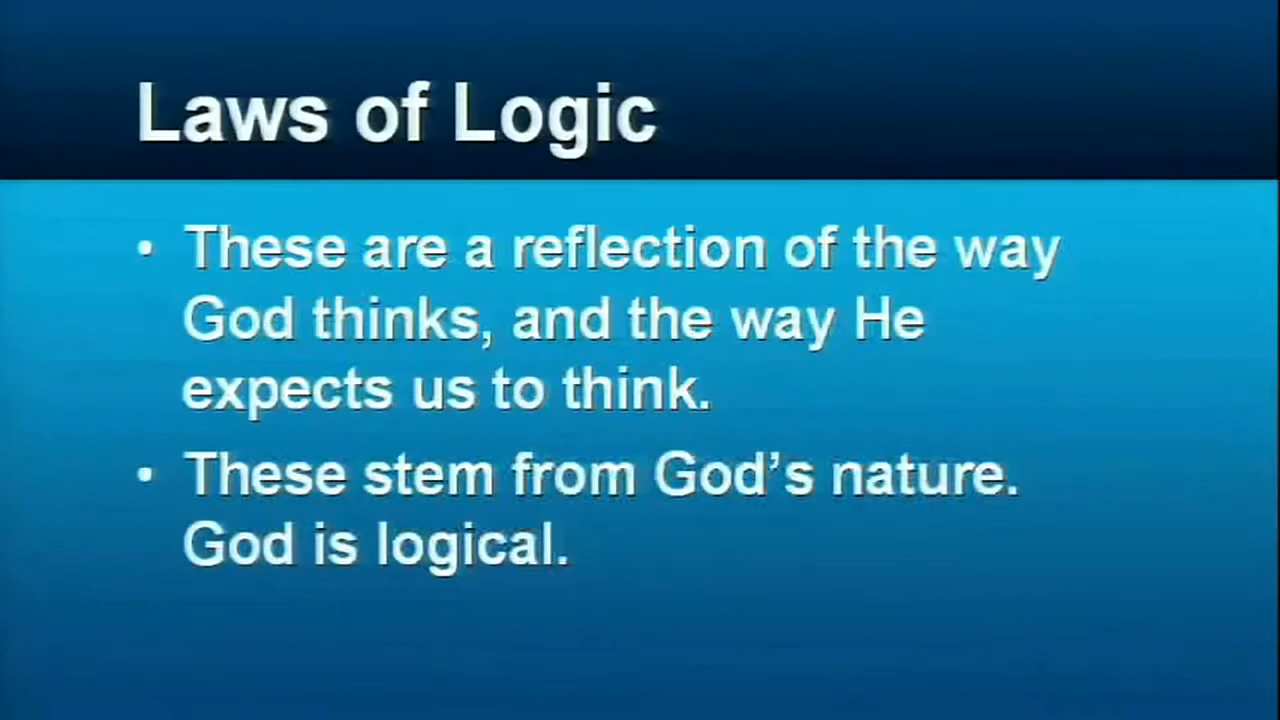 Laws of Logic
• These are a reflection of the way
God thinks, and the way He
expects us to think.
• These stem from God’s nature.
God is logical.